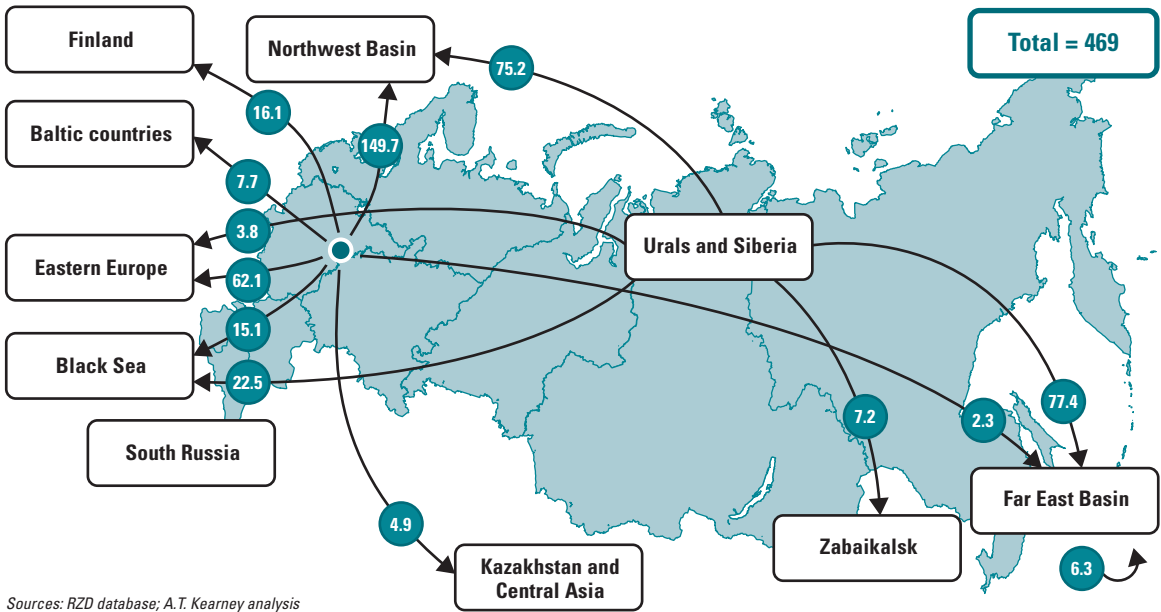 Finland
Northwest Basin
Total = 469
75.2
16.1
Baltic countries
149.7
7.7
3.8
Urals and Siberia
Eastern Europe
62.1
15.1
Black Sea
22.5
77.4
7.2
2.3
South Russia
Far East Basin
4.9
Zabaikalsk
Kazakhstan and
Central Asia
6.3
Sources: RZD database; A.T. Kearney analysis